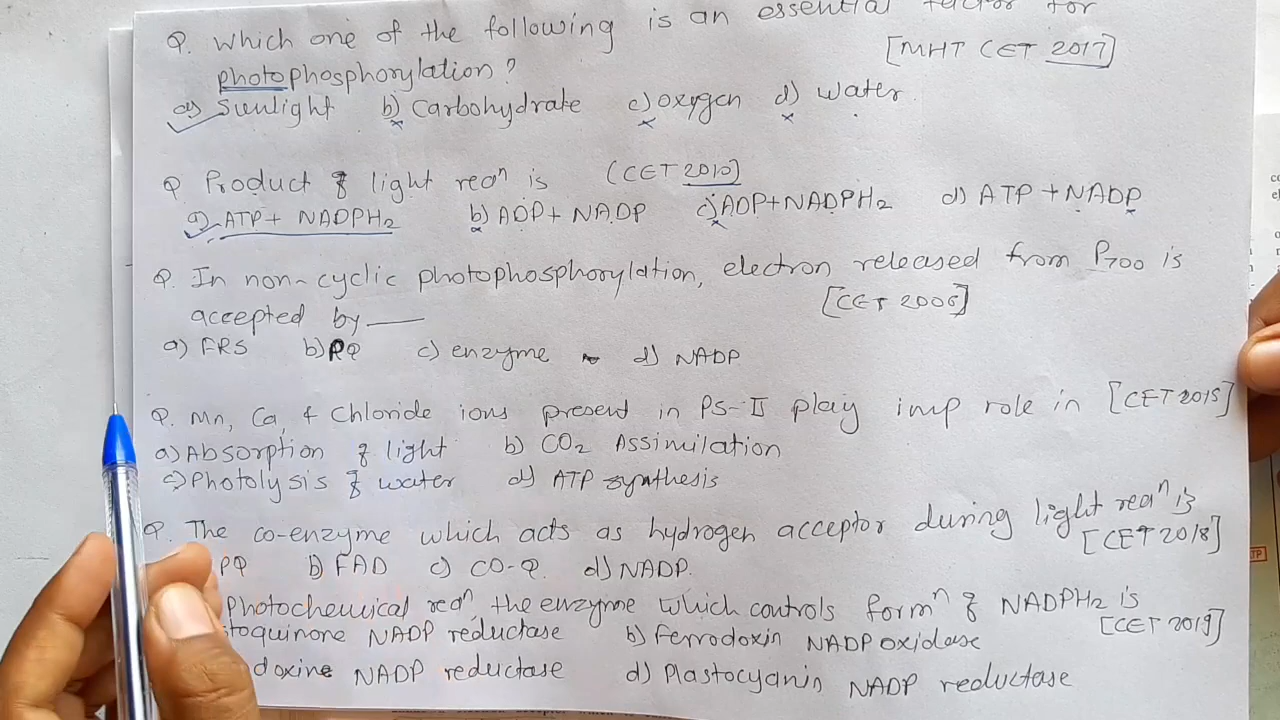 Q. Which one of the following is an essential factor for
photophosphorylation? [MHT CET 2017]
a) Sunlight b) Carbohydrate c) oxygen d) water.
Q Product of light reaⁿ is (CET 2010)
a) ATP + NADPH₂ b) ADP + NADP c) ADP+NADPH₂ d) ATP + NADP
Q. In non-cyclic photophosphorylation, electron released from P₇₀₀ is
accepted by — [CET 2006]
a) FRS b) PQ c) enzyme d) NADP
Q. Mn, Ca, & Chloride ions present in PS-II play imp role in [CET 2015]
a) Absorption of light b) CO₂ Assimilation
c) Photolysis of water d) ATP synthesis
Q. The co-enzyme which acts as hydrogen acceptor during light reaⁿ is
[CET 2018]
PQ b) FAD c) CO-Q d) NADP.
Photochemical reaⁿ, the enzyme which controls formⁿ of NADPH₂ is
[CET 2019]
toquinone NADP reductase b) Ferrodoxin NADP oxidase
doxine NADP reductase d) Plastocyanin NADP reductase